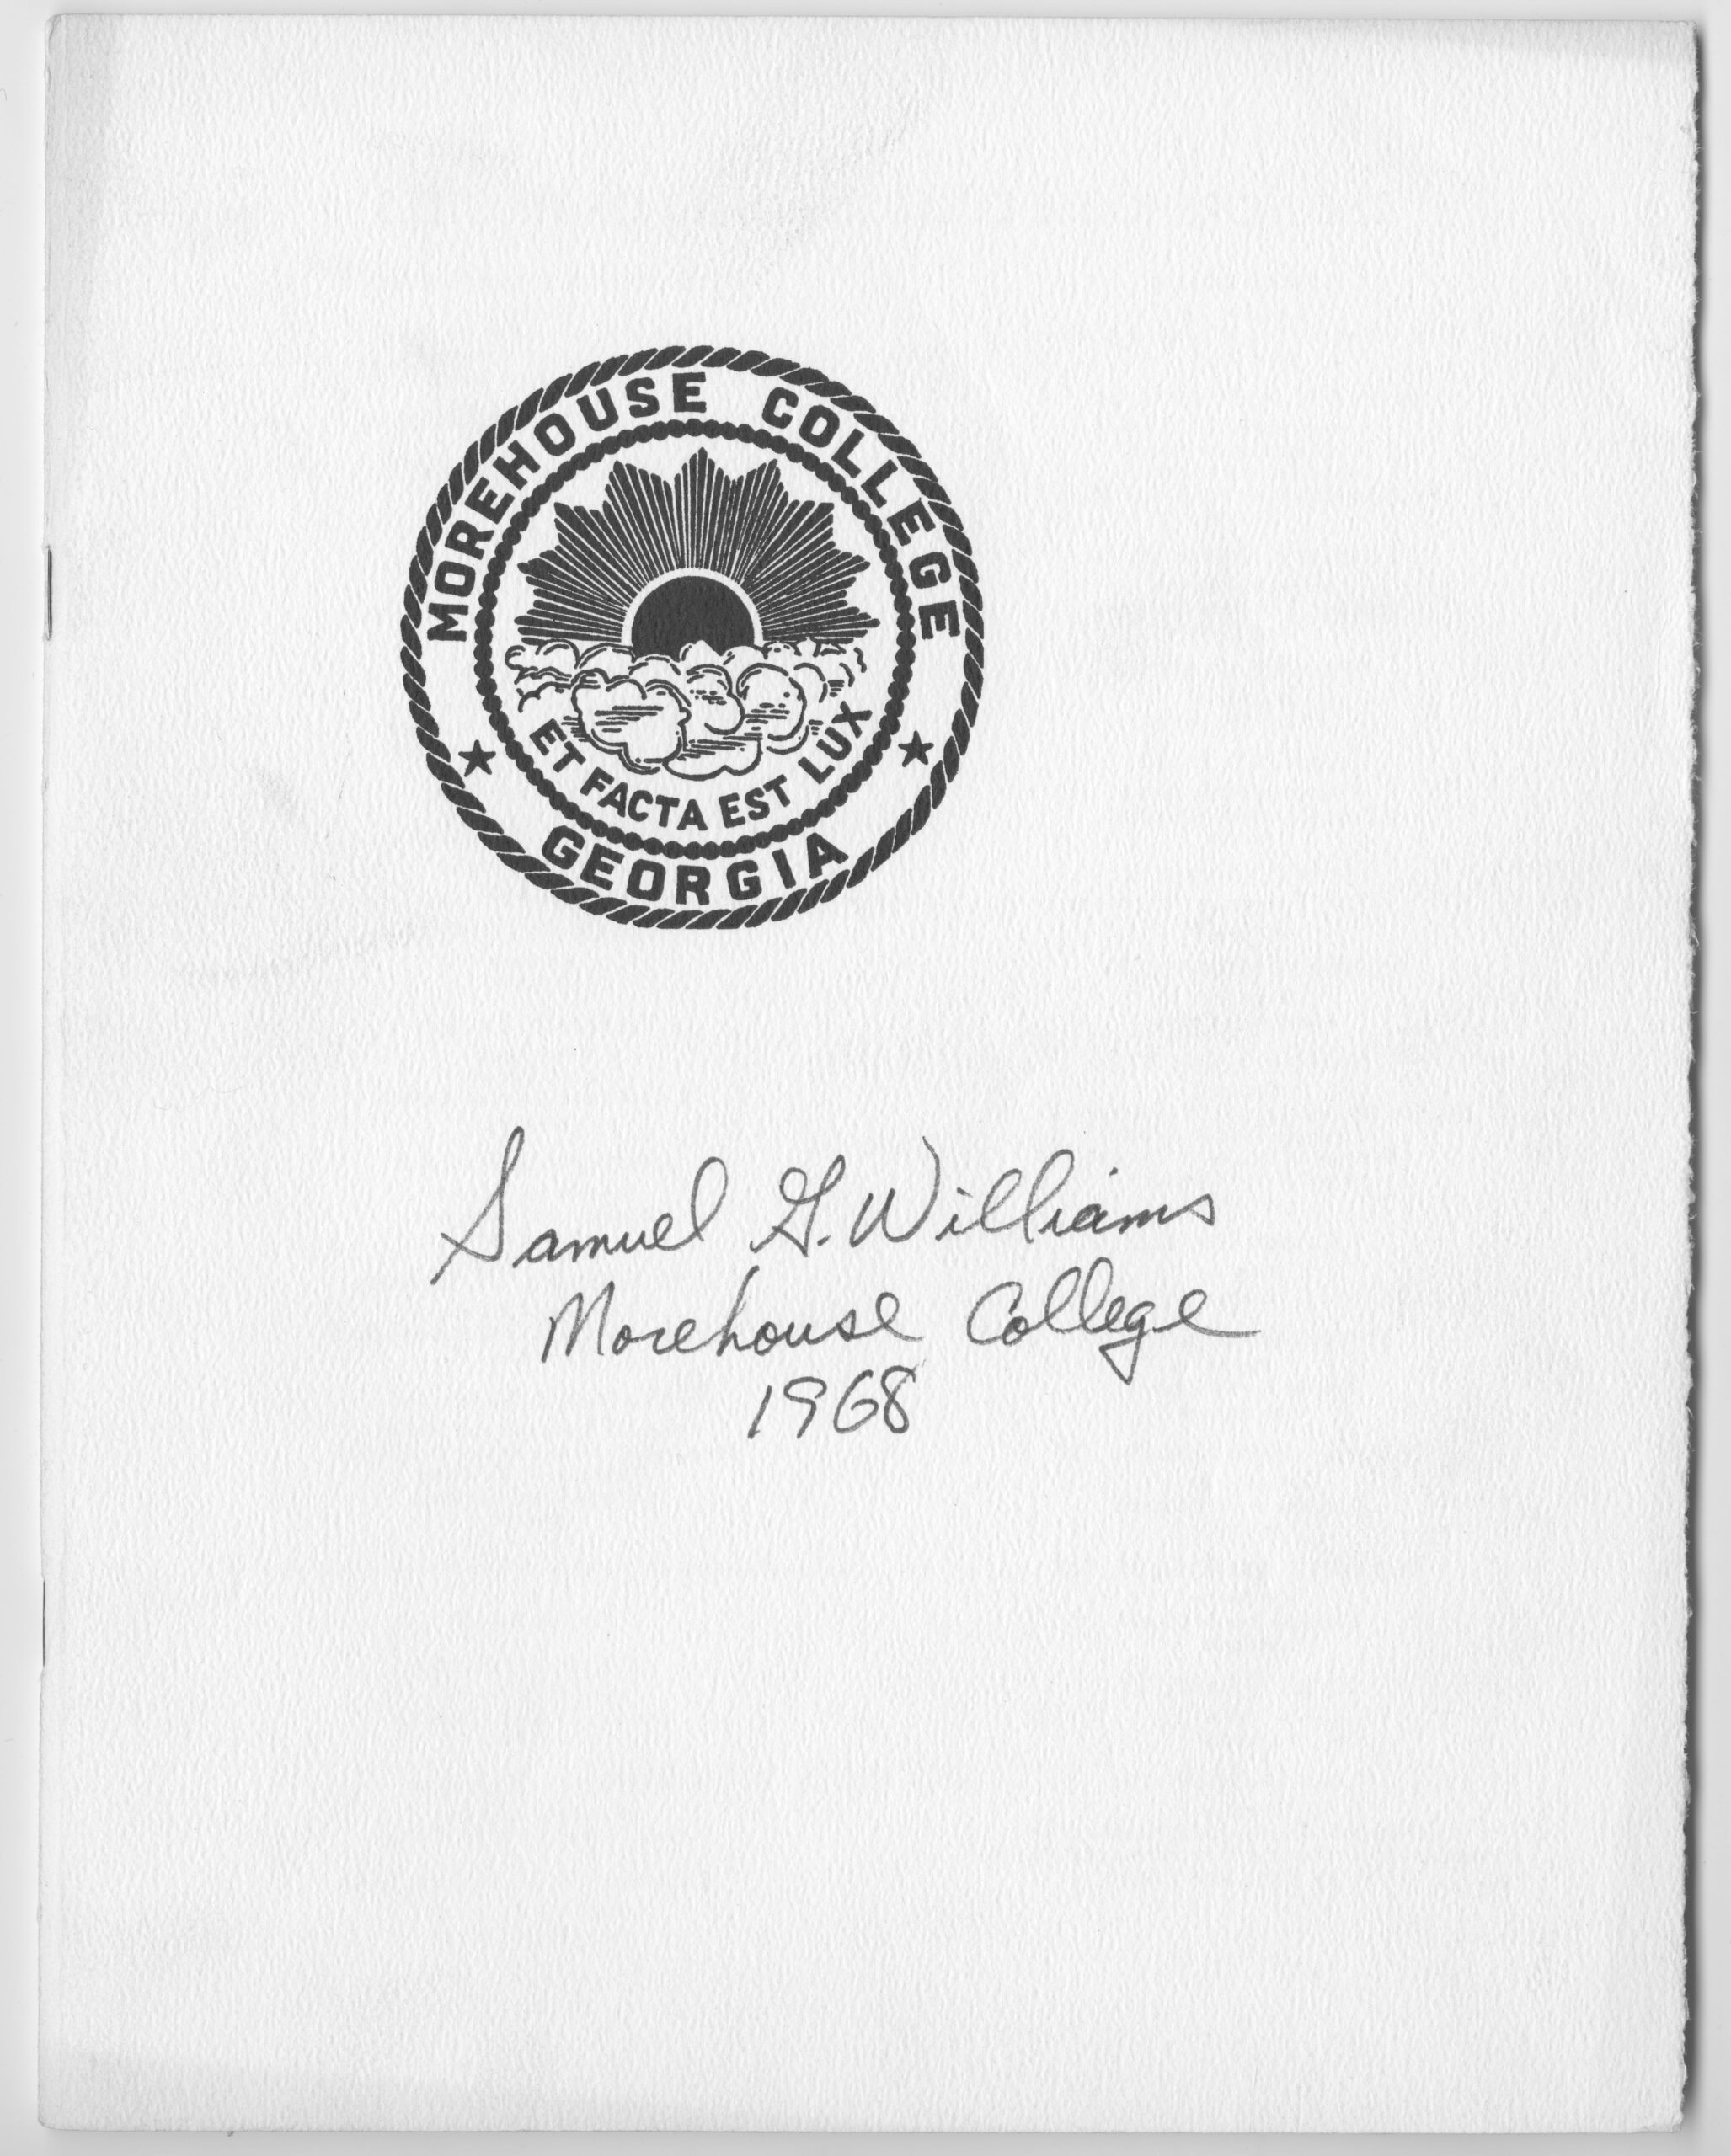 MOREHOUSE COLLEGE
ET FACTA EST LUX
GEORGIA
Samuel G. Williams
Morehouse College
1968